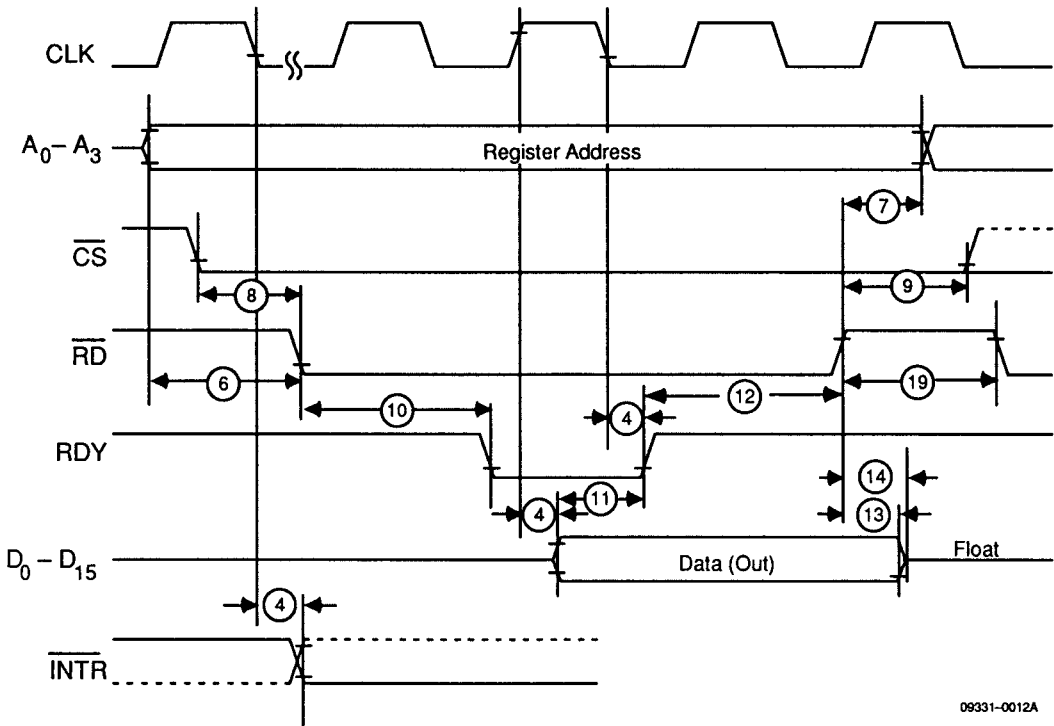 CLK
A0 – A3
Register Address
7
CS
8
9
RD
6
10
4
12
19
RDY
14
4
11
13
D0 – D15
Data (Out)
Float
4
INTR
09331-0012A